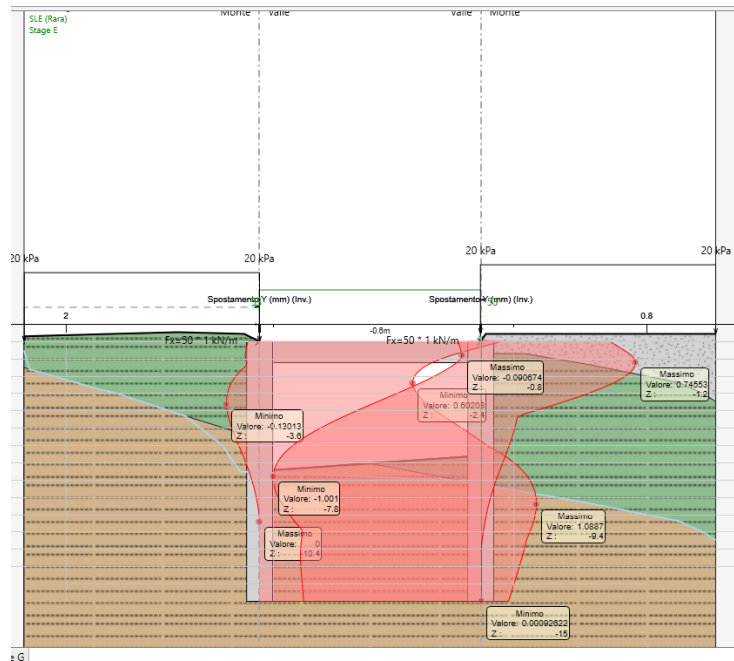 SLE (Rara)
Stage E
Monte
Valle
Valle
Monte
20 kPa
20 kPa
20 kPa
20 kPa
Spostamento Y (mm) (Inv.)
Spostamento Y (mm) (Inv.)
2
-0.6m
0.8
Fx=50 * 1 kN/m
Fx=50 * 1 kN/m
Massimo
Valore: -0.090674
Z : -0.8
Massimo
Valore: 0.74553
Z : -1.2
Minimo
Valore: 0.60208
Z : -2.4
Minimo
Valore: -0.13013
Z : -3.6
Minimo
Valore: -1.001
Z : -7.8
Massimo
Valore: 0
Z : -10.4
Massimo
Valore: 1.0887
Z : -9.4
Minimo
Valore: 0.00092622
Z : -15
e G